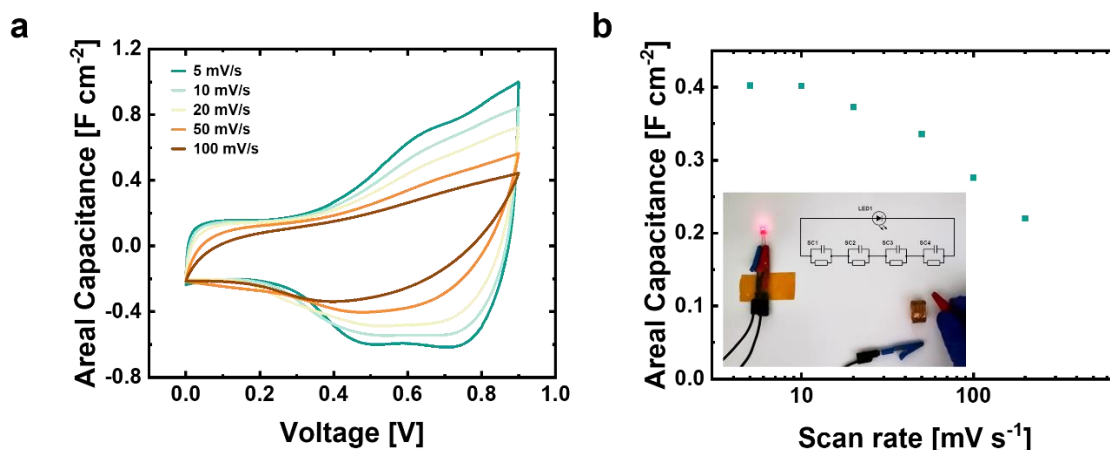 a
Areal Capacitance [F cm⁻²]
1.2
0.8
0.4
0.0
-0.4
-0.8
5 mV/s
10 mV/s
20 mV/s
50 mV/s
100 mV/s
0.0 0.2 0.4 0.6 0.8 1.0
Voltage [V]
b
Areal Capacitance [F cm⁻²]
0.4
0.3
0.2
0.1
0.0
LED1
SC1 SC2 SC3 SC4
10 100
Scan rate [mV s⁻¹]